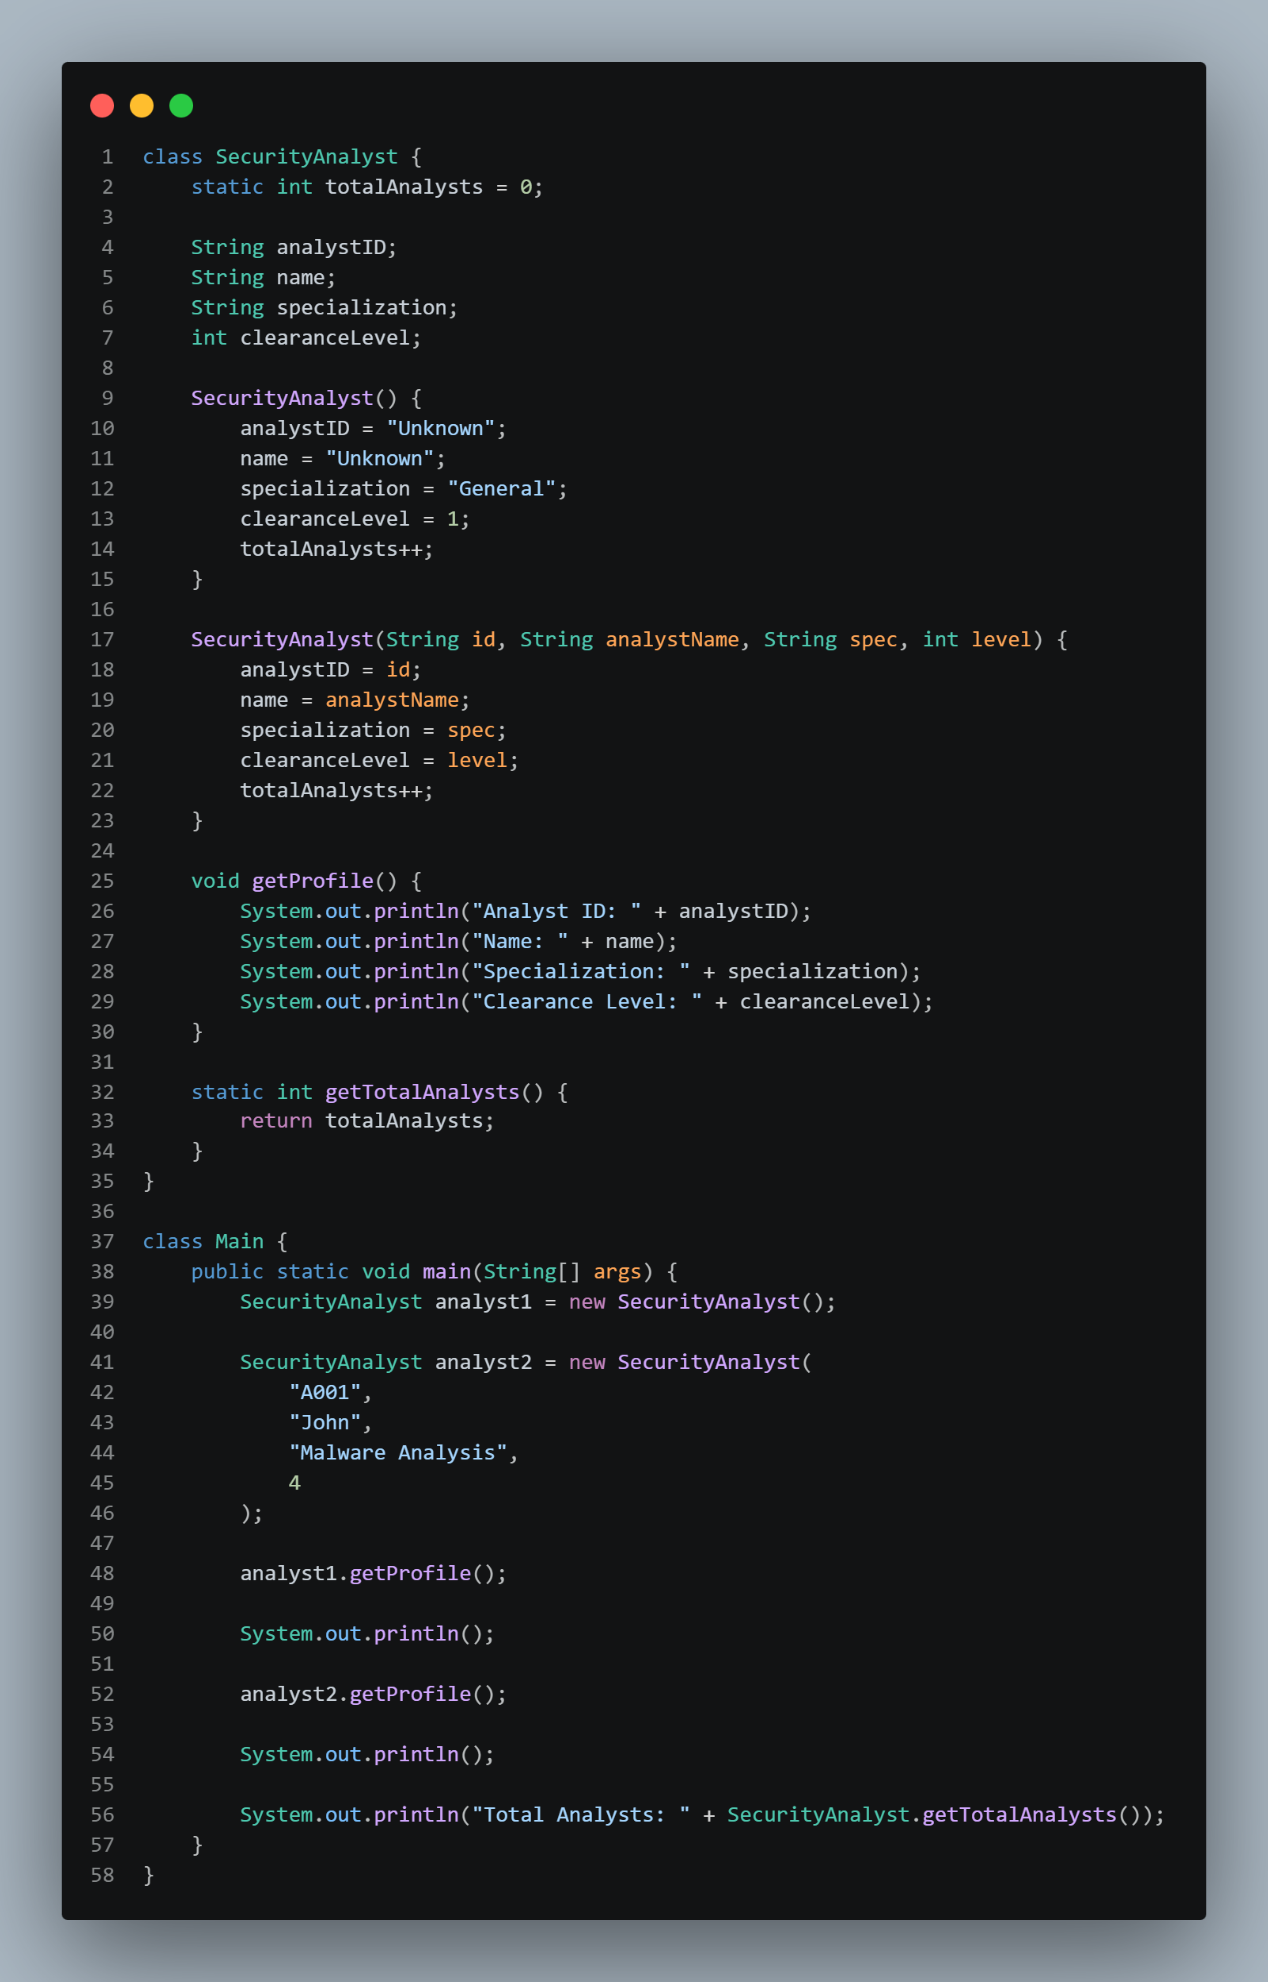 1 class SecurityAnalyst {
2     static int totalAnalysts = 0;
3
4     String analystID;
5     String name;
6     String specialization;
7     int clearanceLevel;
8
9     SecurityAnalyst() {
10         analystID = "Unknown";
11         name = "Unknown";
12         specialization = "General";
13         clearanceLevel = 1;
14         totalAnalysts++;
15     }
16
17     SecurityAnalyst(String id, String analystName, String spec, int level) {
18         analystID = id;
19         name = analystName;
20         specialization = spec;
21         clearanceLevel = level;
22         totalAnalysts++;
23     }
24
25     void getProfile() {
26         System.out.println("Analyst ID: " + analystID);
27         System.out.println("Name: " + name);
28         System.out.println("Specialization: " + specialization);
29         System.out.println("Clearance Level: " + clearanceLevel);
30     }
31
32     static int getTotalAnalysts() {
33         return totalAnalysts;
34     }
35 }
36
37 class Main {
38     public static void main(String[] args) {
39         SecurityAnalyst analyst1 = new SecurityAnalyst();
40
41         SecurityAnalyst analyst2 = new SecurityAnalyst(
42             "A001",
43             "John",
44             "Malware Analysis",
45             4
46         );
47
48         analyst1.getProfile();
49
50         System.out.println();
51
52         analyst2.getProfile();
53
54         System.out.println();
55
56         System.out.println("Total Analysts: " + SecurityAnalyst.getTotalAnalysts());
57     }
58 }